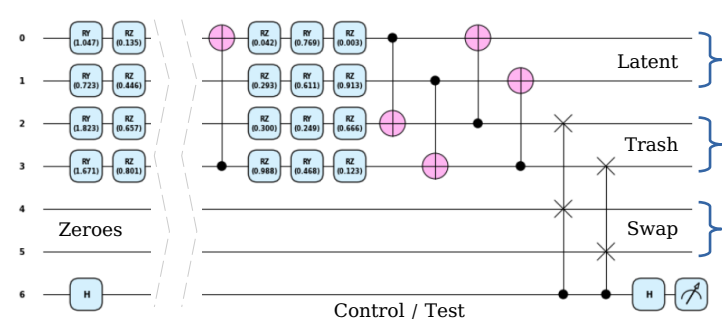 0 RY (1.047) RZ (0.135) RZ (0.042) RY (0.769) RZ (0.003)
Latent
1 RY (0.723) RZ (0.446) RZ (0.293) RY (0.611) RZ (0.913)
2 RY (1.823) RZ (0.657) RZ (0.300) RY (0.249) RZ (0.666)
Trash
3 RY (1.671) RZ (0.801) RZ (0.988) RY (0.468) RZ (0.123)
4
Zeroes Swap
5
6 H H
Control / Test